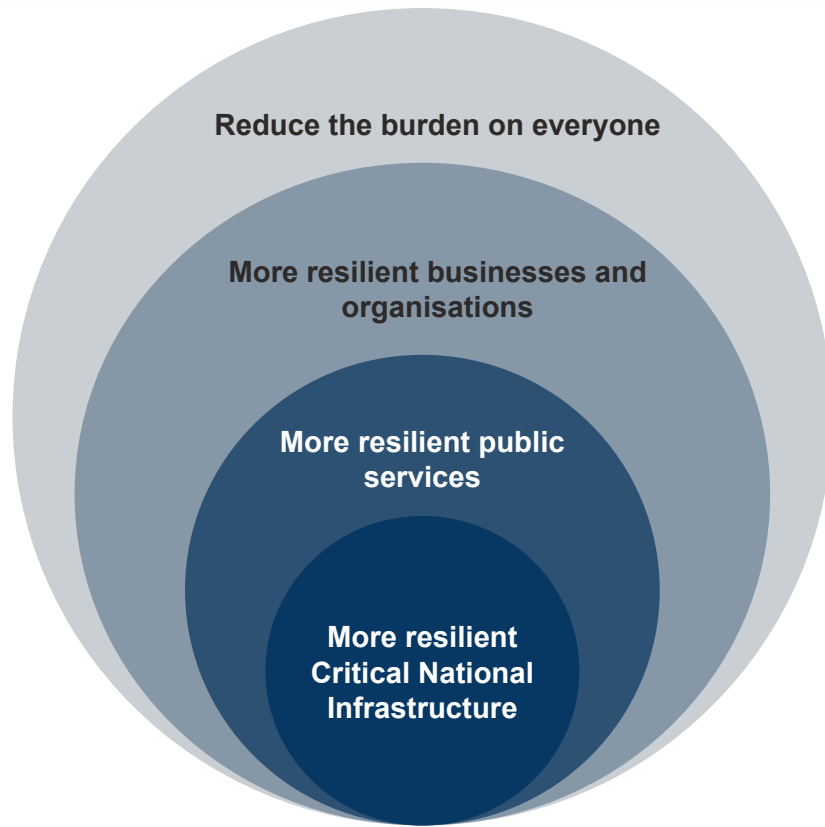 Reduce the burden on everyone
More resilient businesses and
organisations
More resilient public
services
More resilient
Critical National
Infrastructure